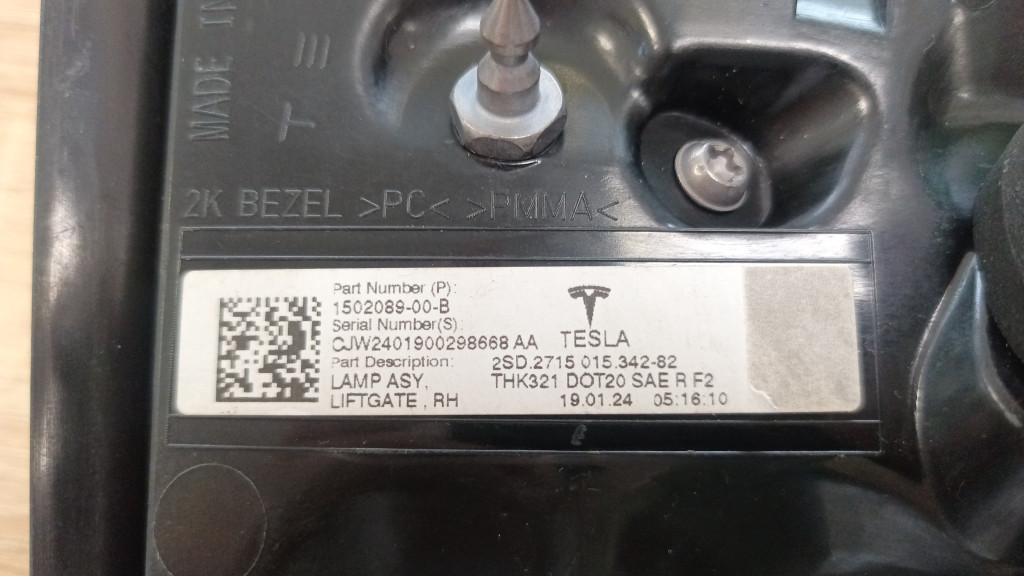 MADE IN
2K BEZEL >PC< >PMMA<
Part Number (P):
1502089-00-B
Serial Number(S):
CJW2401900298668 AA
TESLA
Part Description:
2SD.2715 015.342-82
LAMP ASY,
THK321 DOT20 SAE R F2
LIFTGATE , RH
19.01.24 05:16:10